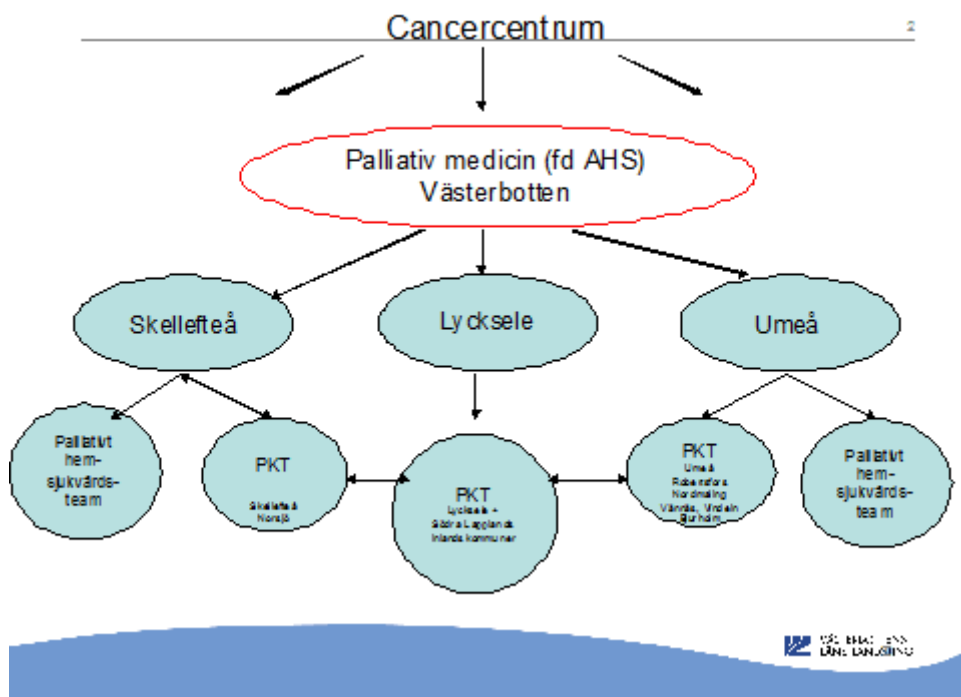 Cancercentrum
2
Palliativ medicin (fd AHS)
Västerbotten
Skellefteå
Lycksele
Umeå
Palliativt
hem-
sjukvårds-
team
PKT
Skellefteå
Norsjö
PKT
Lycksele +
Södra Lapplands
Inlands kommuner
PKT
Umeå
Robertsfors
Nordmaling
Vännäs, Vindeln
Bjurholm
Palliativt
hem-
sjukvårds-
team
VÄSTERBOTTENS
LÄNS LANDSTING